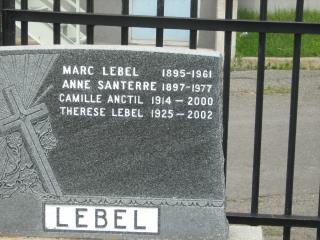 MARC LEBEL 1895-1961
ANNE SANTERRE 1897-1977
CAMILLE ANCTIL 1914-2000
THERESE LEBEL 1925-2002
LEBEL